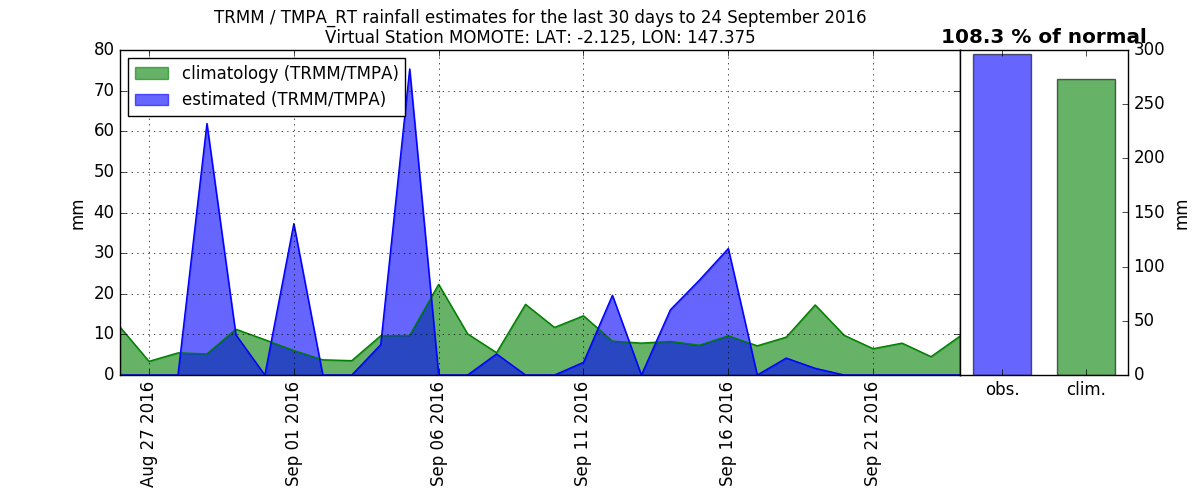 TRMM / TMPA_RT rainfall estimates for the last 30 days to 24 September 2016
Virtual Station MOMOTE: LAT: -2.125, LON: 147.375
108.3 % of normal
climatology (TRMM/TMPA)
estimated (TRMM/TMPA)
80
70
60
50
40
30
20
10
0
mm
Aug 27 2016
Sep 01 2016
Sep 06 2016
Sep 11 2016
Sep 16 2016
Sep 21 2016
300
250
200
150
100
50
0
mm
obs.
clim.